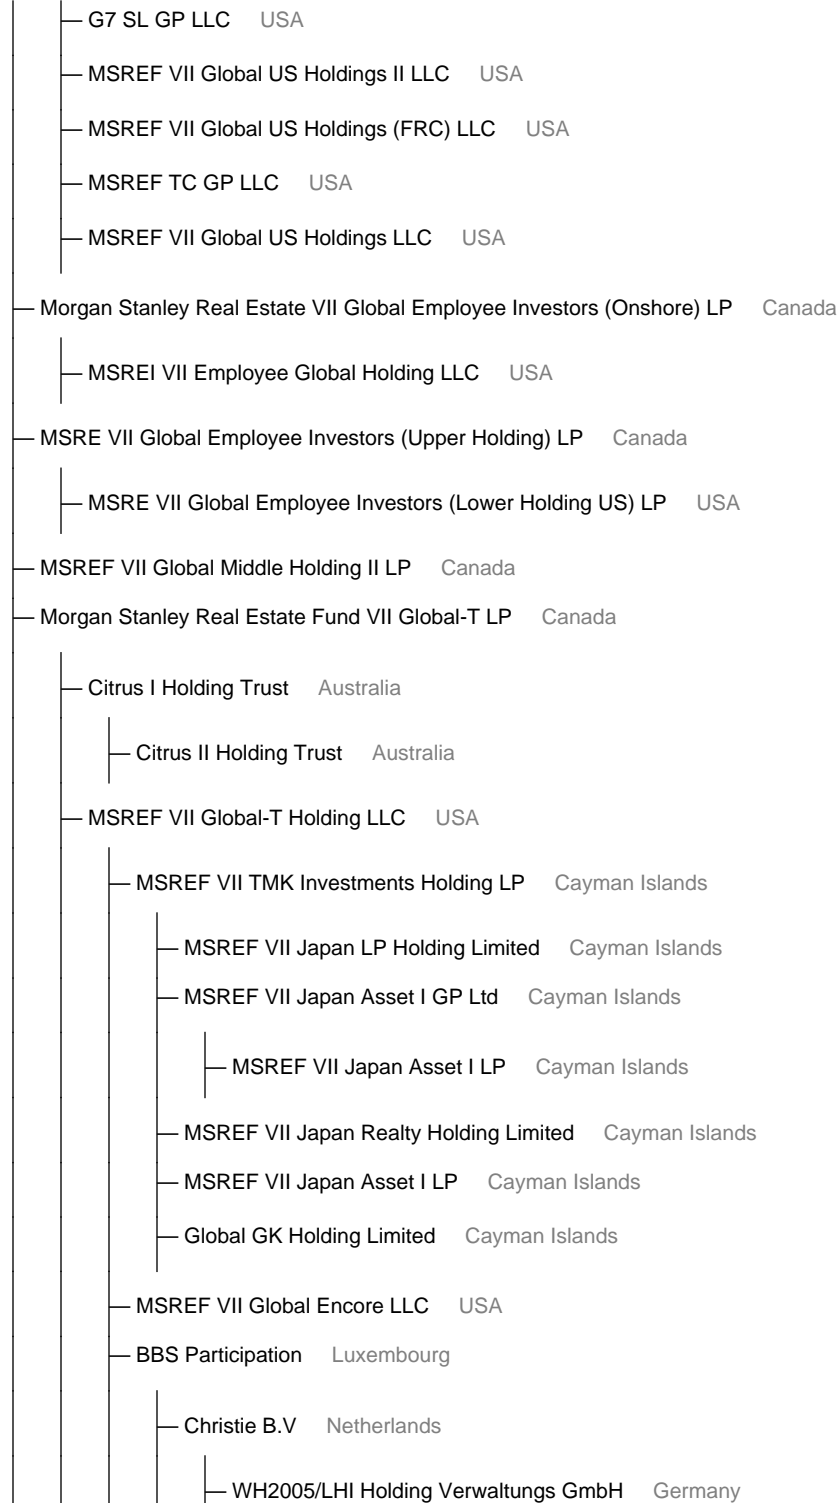 G7 SL GP LLC USA
MSREF VII Global US Holdings II LLC USA
MSREF VII Global US Holdings (FRC) LLC USA
MSREF TC GP LLC USA
MSREF VII Global US Holdings LLC USA
Morgan Stanley Real Estate VII Global Employee Investors (Onshore) LP Canada
MSREI VII Employee Global Holding LLC USA
MSRE VII Global Employee Investors (Upper Holding) LP Canada
MSRE VII Global Employee Investors (Lower Holding US) LP USA
MSREF VII Global Middle Holding II LP Canada
Morgan Stanley Real Estate Fund VII Global-T LP Canada
Citrus I Holding Trust Australia
Citrus II Holding Trust Australia
MSREF VII Global-T Holding LLC USA
MSREF VII TMK Investments Holding LP Cayman Islands
MSREF VII Japan LP Holding Limited Cayman Islands
MSREF VII Japan Asset I GP Ltd Cayman Islands
MSREF VII Japan Asset I LP Cayman Islands
MSREF VII Japan Realty Holding Limited Cayman Islands
MSREF VII Japan Asset I LP Cayman Islands
Global GK Holding Limited Cayman Islands
MSREF VII Global Encore LLC USA
BBS Participation Luxembourg
Christie B.V Netherlands
WH2005/LHI Holding Verwaltungs GmbH Germany